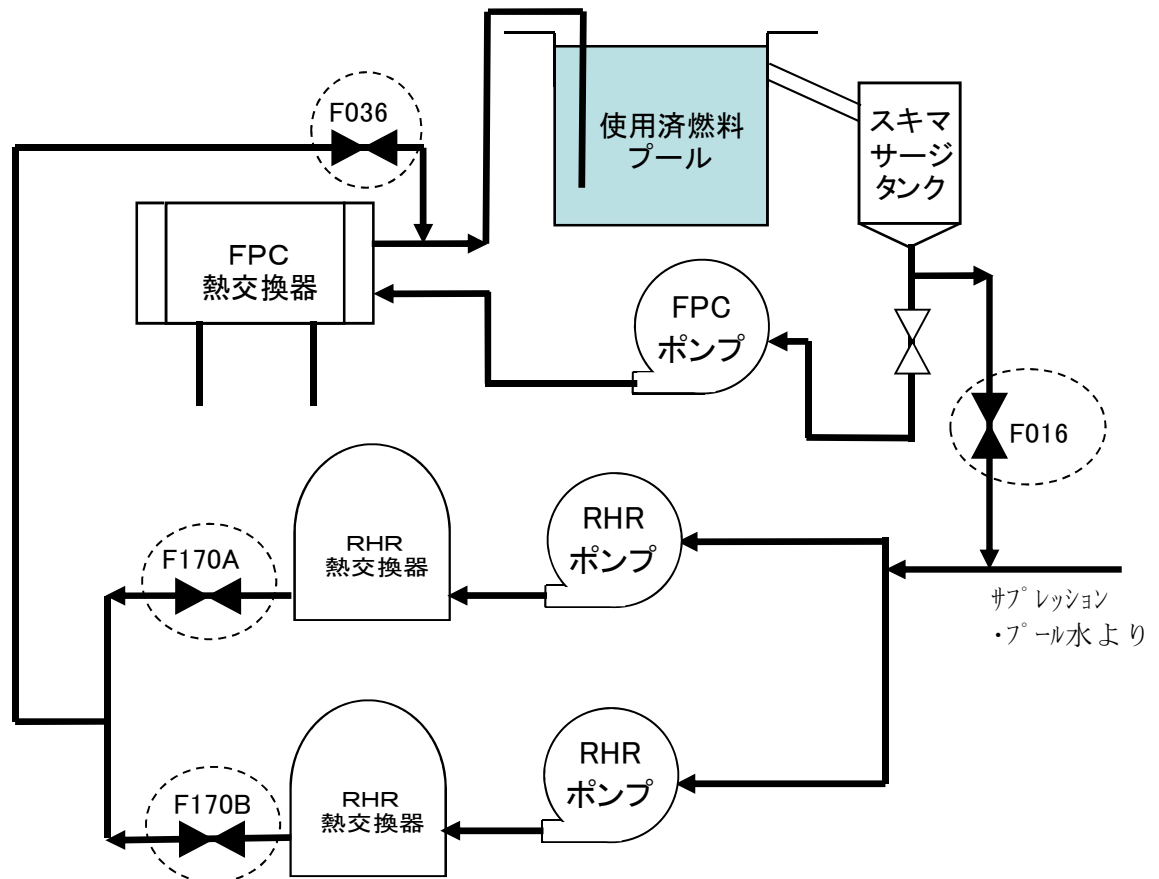 F036
使用済燃料
プール
スキマ
サージ
タンク
FPC
熱交換器
FPC
ポンプ
F016
RHR
ポンプ
RHR
熱交換器
F170A
サプレッション
・プール水より
RHR
ポンプ
RHR
熱交換器
F170B